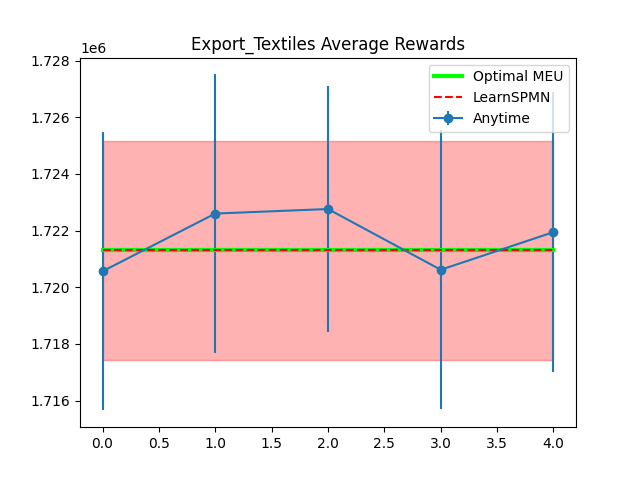 Export_Textiles Average Rewards
1e6
1.728
1.726
1.724
1.722
1.720
1.718
1.716
Optimal MEU
LearnSPMN
Anytime
0.0 0.5 1.0 1.5 2.0 2.5 3.0 3.5 4.0